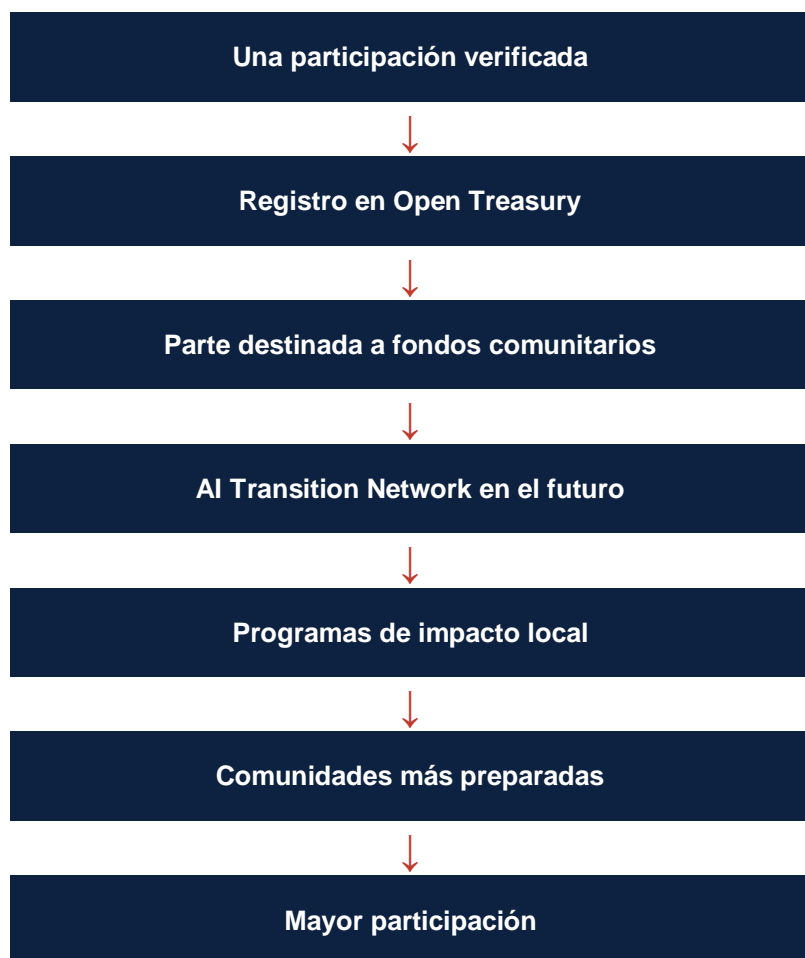 Una participación verificada
Registro en Open Treasury
Parte destinada a fondos comunitarios
AI Transition Network en el futuro
Programas de impacto local
Comunidades más preparadas
Mayor participación